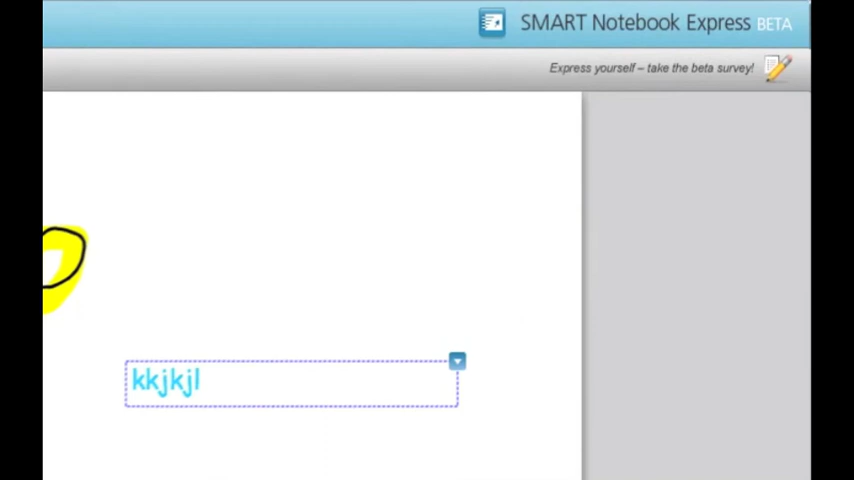 SMART Notebook Express BETA
Express yourself – take the beta survey!
kkjkjl